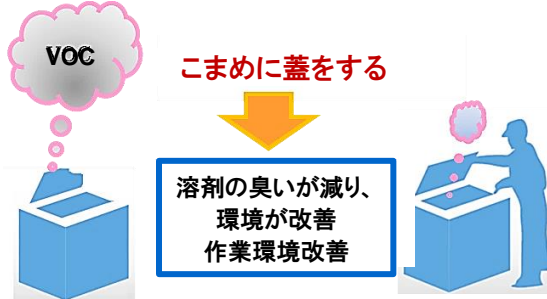 VOC
こまめに蓋をする
溶剤の臭いが減り、
環境が改善
作業環境改善